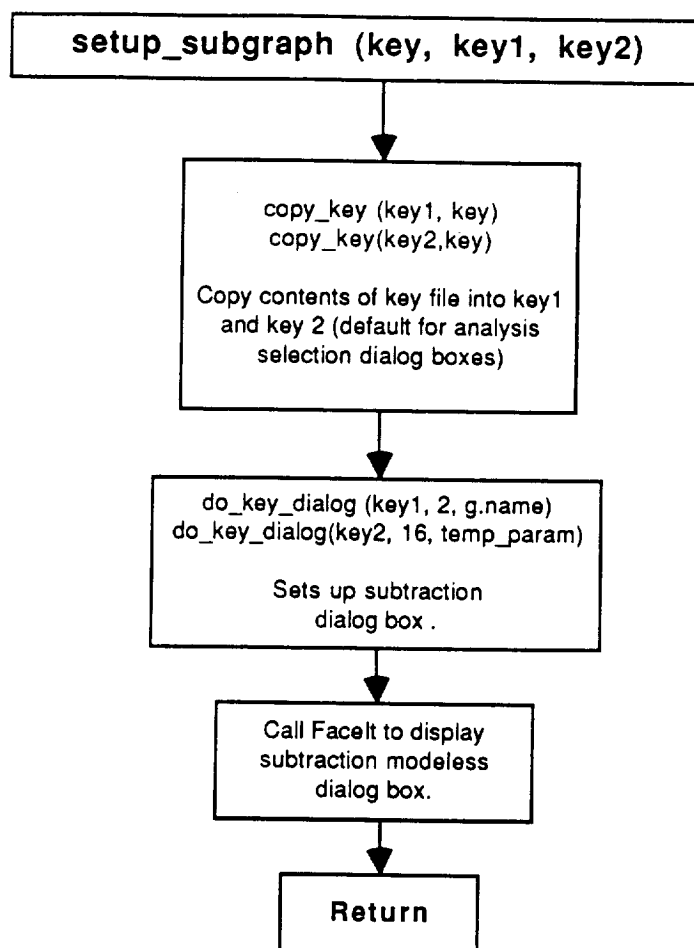 setup_subgraph (key, key1, key2)
copy_key (key1, key)
copy_key(key2,key)
Copy contents of key file into key1
and key 2 (default for analysis
selection dialog boxes)
do_key_dialog (key1, 2, g.name)
do_key_dialog(key2, 16, temp_param)
Sets up subtraction
dialog box .
Call FaceIt to display
subtraction modeless
dialog box.
Return